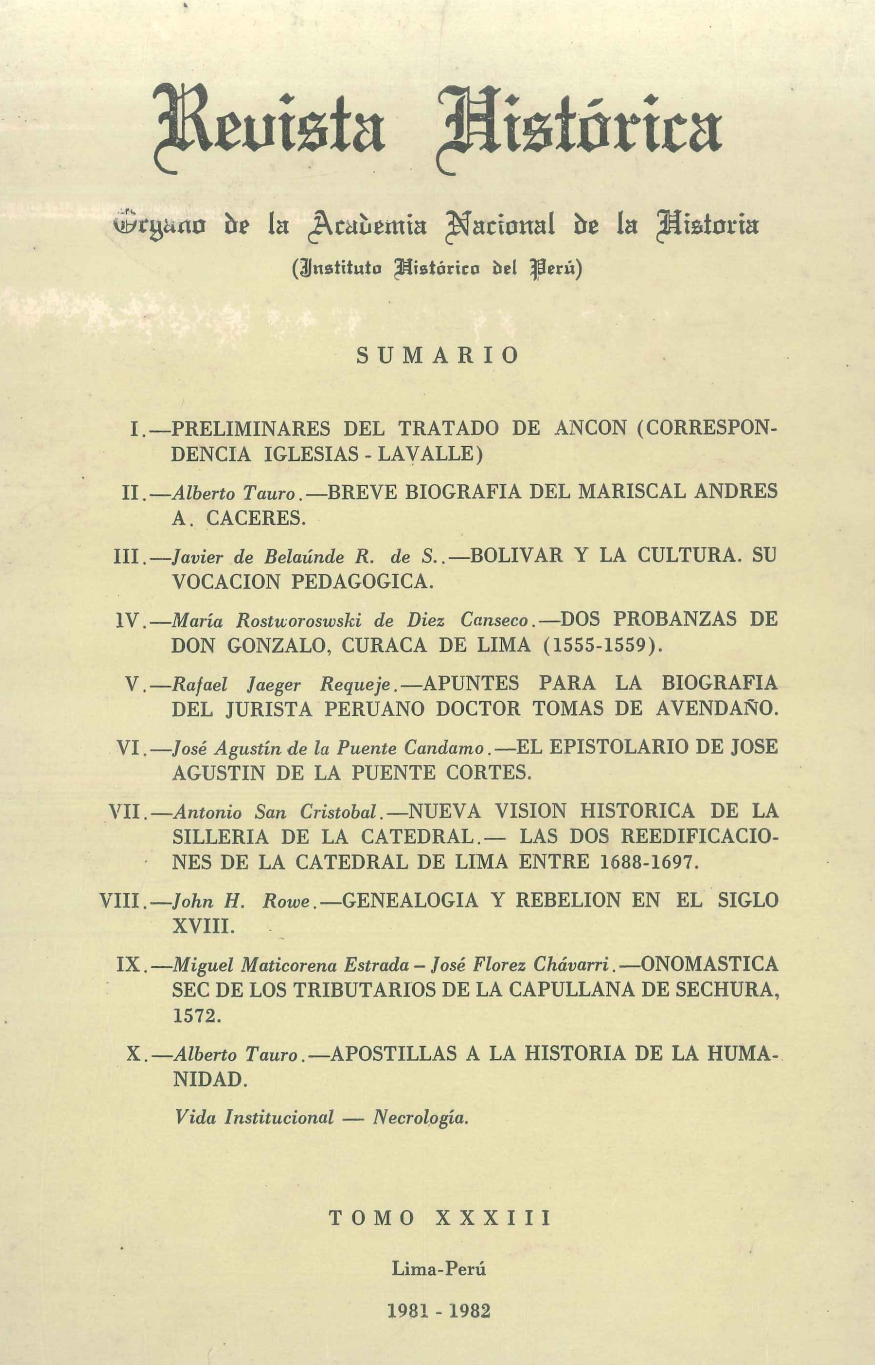 Revista Histórica
Órgano de la Academia Nacional de la Historia
(Instituto Histórico del Perú)
SUMARIO
I.—PRELIMINARES DEL TRATADO DE ANCON (CORRESPON-
DENCIA IGLESIAS - LAVALLE)
II.—Alberto Tauro.—BREVE BIOGRAFIA DEL MARISCAL ANDRES
A. CACERES.
III.—Javier de Belaúnde R. de S..—BOLIVAR Y LA CULTURA. SU
VOCACION PEDAGOGICA.
IV.—María Rostworoswski de Diez Canseco.—DOS PROBANZAS DE
DON GONZALO, CURACA DE LIMA (1555-1559).
V.—Rafael Jaeger Requeje.—APUNTES PARA LA BIOGRAFIA
DEL JURISTA PERUANO DOCTOR TOMAS DE AVENDAÑO.
VI.—José Agustín de la Puente Candamo.—EL EPISTOLARIO DE JOSE
AGUSTIN DE LA PUENTE CORTES.
VII.—Antonio San Cristobal.—NUEVA VISION HISTORICA DE LA
SILLERIA DE LA CATEDRAL.— LAS DOS REEDIFICACIO-
NES DE LA CATEDRAL DE LIMA ENTRE 1688-1697.
VIII.—John H. Rowe.—GENEALOGIA Y REBELION EN EL SIGLO
XVIII.
IX.—Miguel Maticorena Estrada – José Florez Chávarri.—ONOMASTICA
SEC DE LOS TRIBUTARIOS DE LA CAPULLANA DE SECHURA,
1572.
X.—Alberto Tauro.—APOSTILLAS A LA HISTORIA DE LA HUMA-
NIDAD.
Vida Institucional — Necrología.
TOMO XXXIII
Lima-Perú
1981 - 1982